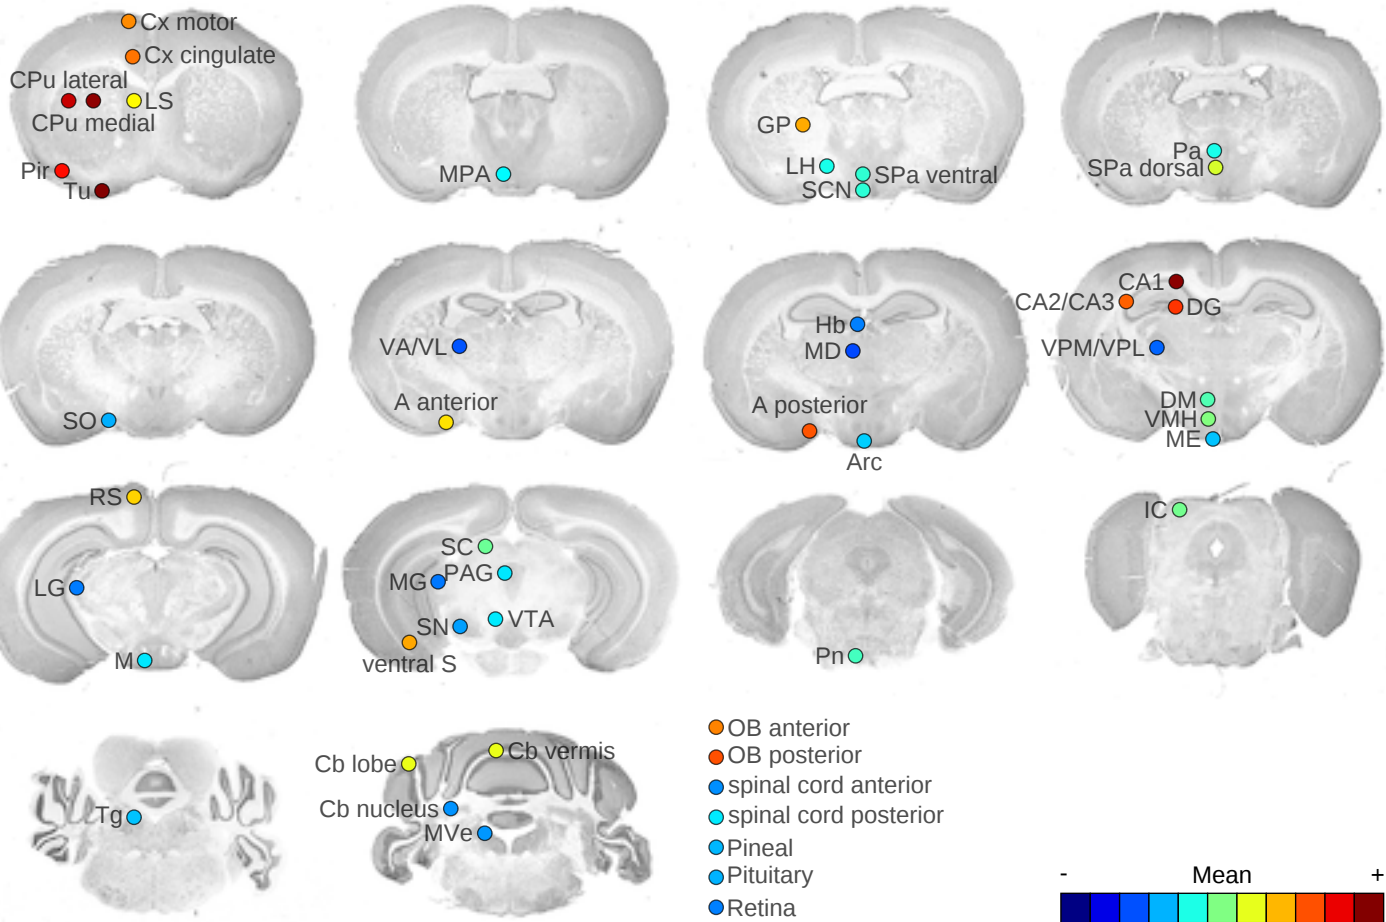 Cx motor
Cx cingulate
CPu lateral
LS
CPu medial
Pir
Tu
MPA
GP
LH
SPa ventral
SCN
Pa
SPa dorsal
SO
VA/VL
A anterior
Hb
MD
A posterior
Arc
CA1
CA2/CA3
DG
VPM/VPL
DM
VMH
ME
RS
LG
M
SC
PAG
MG
VTA
SN
ventral S
Pn
IC
Tg
Cb lobe
Cb vermis
Cb nucleus
MVe
OB anterior
OB posterior
spinal cord anterior
spinal cord posterior
Pineal
Pituitary
Retina
- Mean +